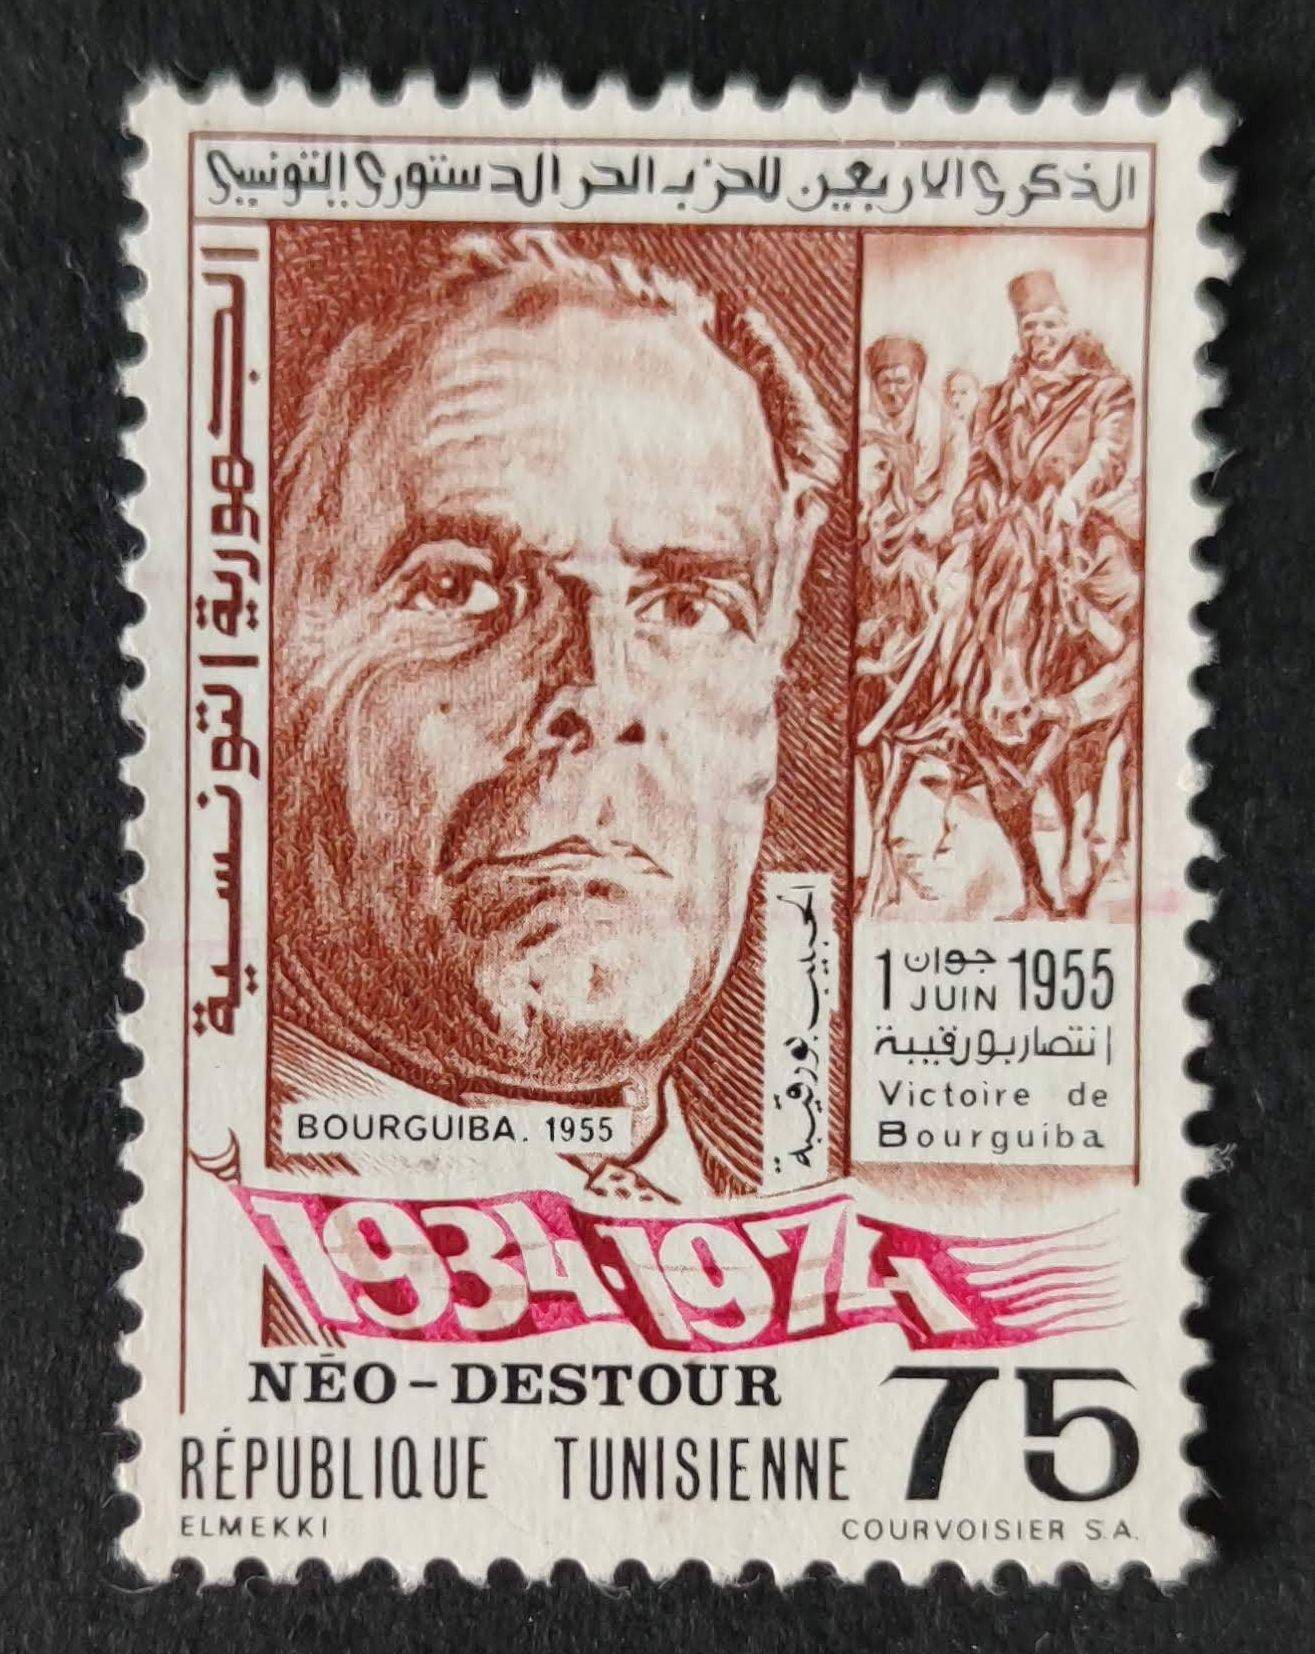 الذكرى الاربعين للحزب الحر الدستوري التونسي
الجمهورية التونسية
الحبيب بورقيبة
BOURGUIBA. 1955
1 جوان 1955
JUIN
إنتصار بورقيبة
Victoire de
Bourguiba
1934-1974
NÉO-DESTOUR
RÉPUBLIQUE TUNISIENNE 75
ELMEKKI COURVOISIER S.A.